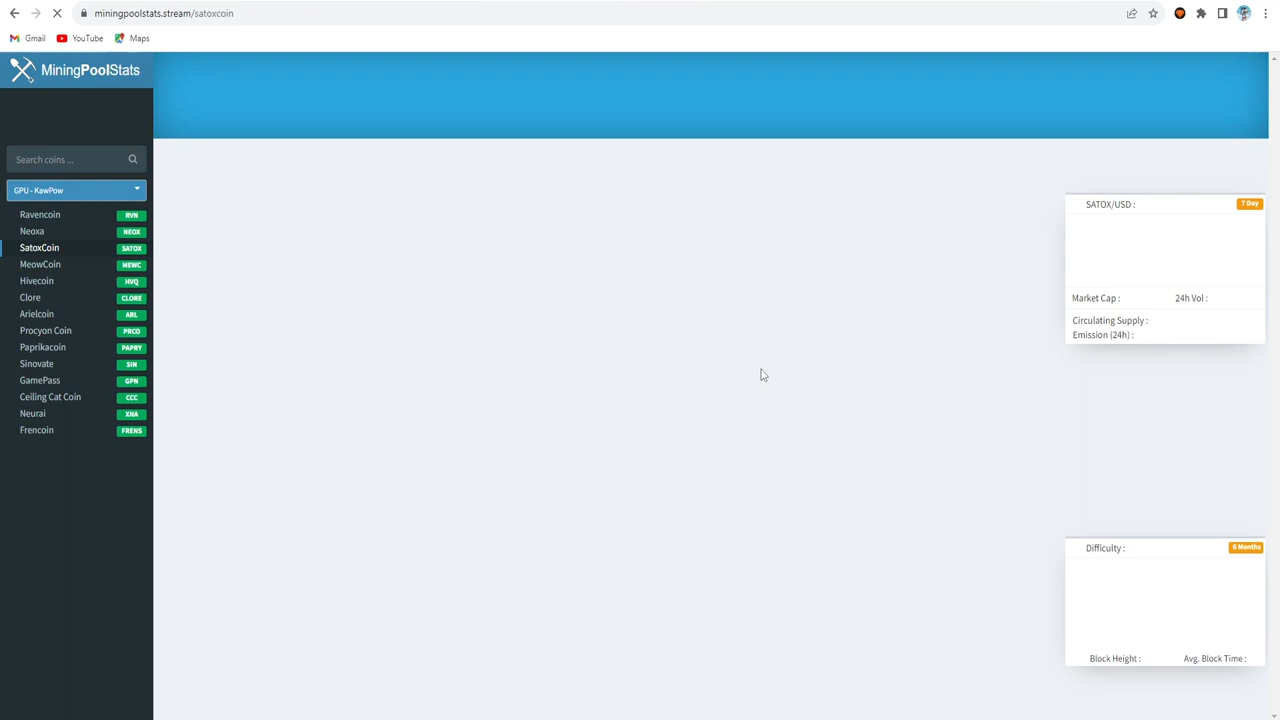 miningpoolstats.stream/satoxcoin
Gmail YouTube Maps
MiningPoolStats
Search coins ...
GPU - KawPow
Ravencoin RVN
Neoxa NEOX
SatoxCoin SATOX
MeowCoin MEWC
Hivecoin HVQ
Clore CLORE
Arielcoin ARL
Procyon Coin PRCO
Paprikacoin PAPRY
Sinovate SIN
GamePass GPN
Ceiling Cat Coin CCC
Neurai XNA
Frencoin FRENS
SATOX/USD : 7 Day
Market Cap : 24h Vol :
Circulating Supply :
Emission (24h) :
Difficulty : 6 Months
Block Height : Avg. Block Time :